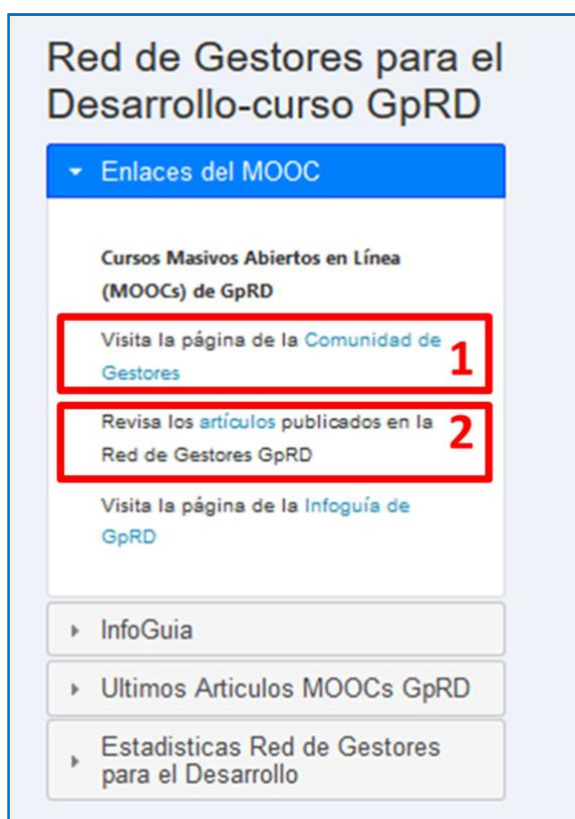 Red de Gestores para el
Desarrollo-curso GpRD
Enlaces del MOOC
Cursos Masivos Abiertos en Línea
(MOOCs) de GpRD
Visita la página de la Comunidad de
Gestores
1
Revisa los artículos publicados en la
Red de Gestores GpRD
2
Visita la página de la Infoguía de
GpRD
InfoGuia
Ultimos Articulos MOOCs GpRD
Estadisticas Red de Gestores
para el Desarrollo